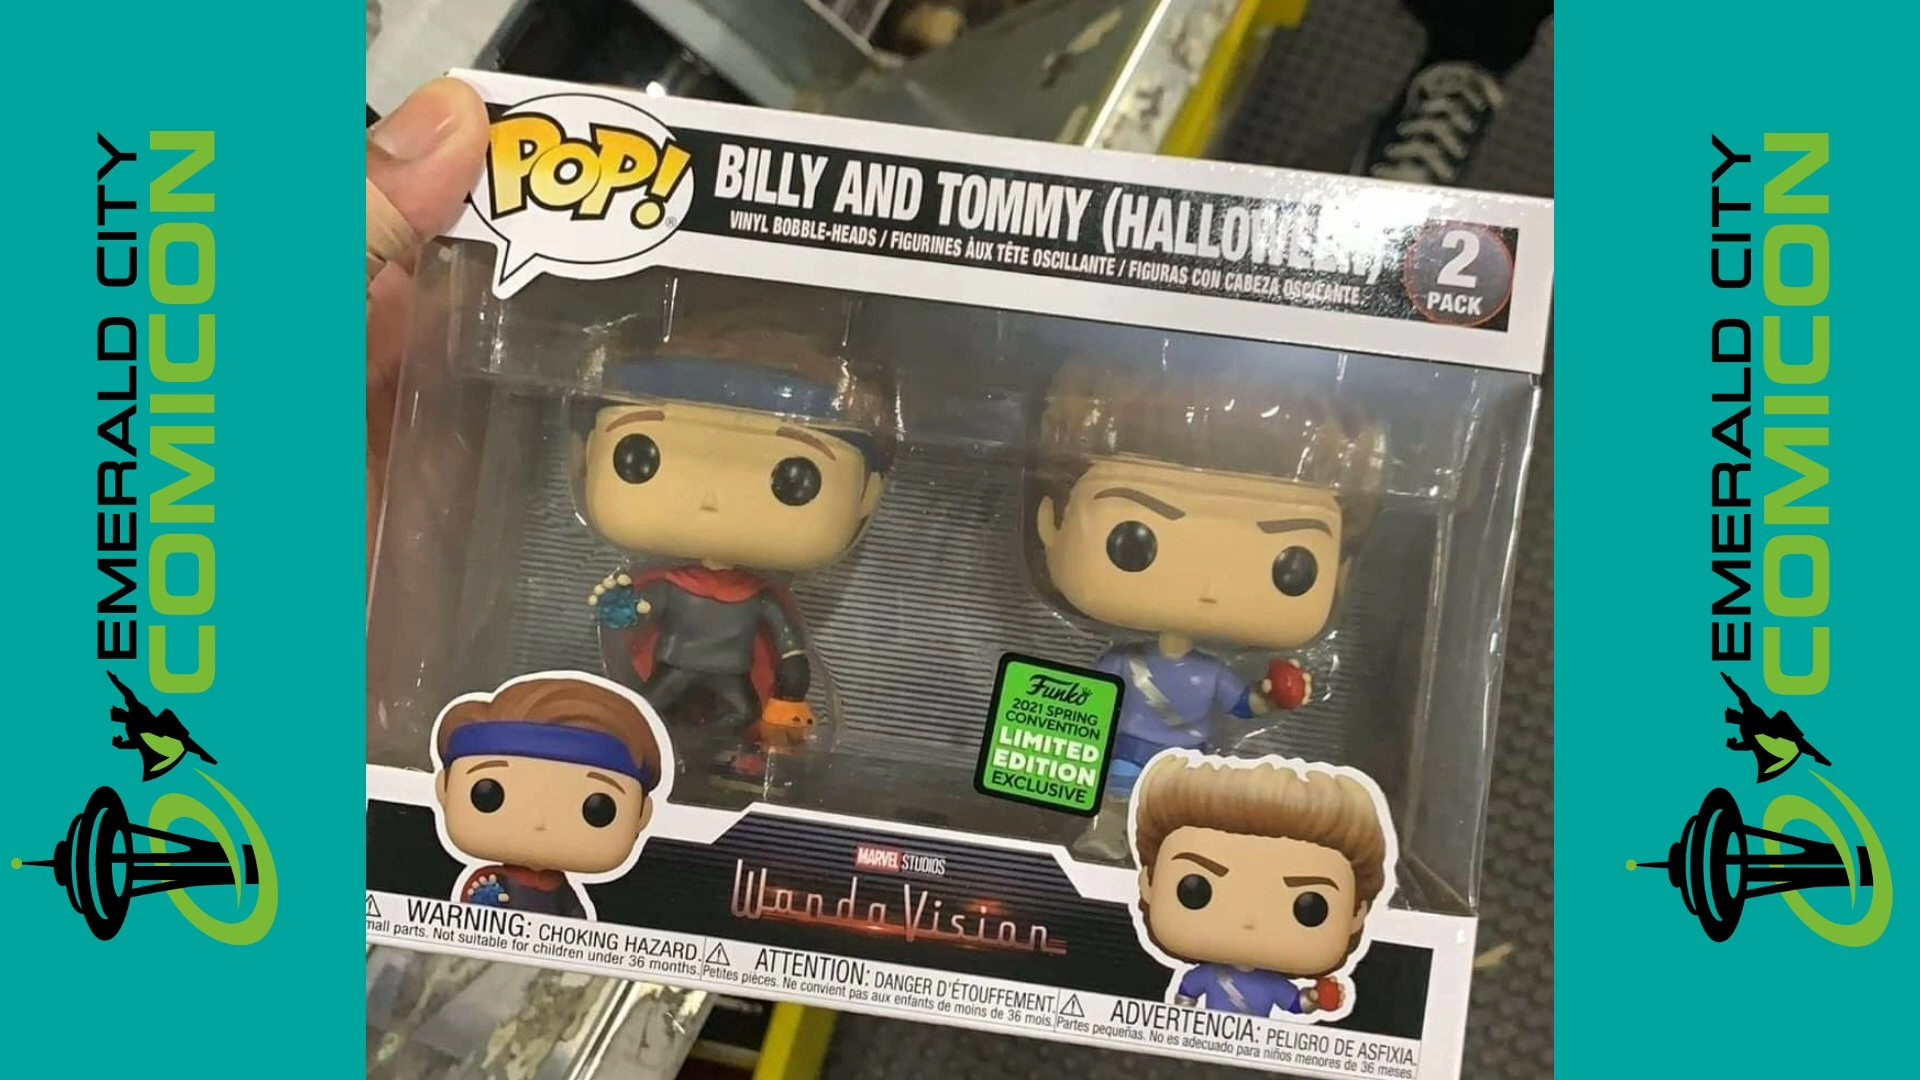 EMERALD CITY
COMICON
POP!
BILLY AND TOMMY (HALLOWEEN)
VINYL BOBBLE-HEADS / FIGURINES ÀUX TÊTE OSCILLANTE / FIGURAS CON CABEZA OSCILANTE.
2
PACK
Funko
2021 SPRING
CONVENTION
LIMITED
EDITION
EXCLUSIVE
MARVEL STUDIOS
WandaVision
WARNING: CHOKING HAZARD.
mall parts. Not suitable for children under 36 months.
ATTENTION: DANGER D'ÉTOUFFEMENT.
Petites pièces. Ne convient pas aux enfants de moins de 36 mois.
ADVERTENCIA: PELIGRO DE ASFIXIA.
Partes pequeñas. No es adecuado para niños menores de 36 meses.
EMERALD CITY
COMICON